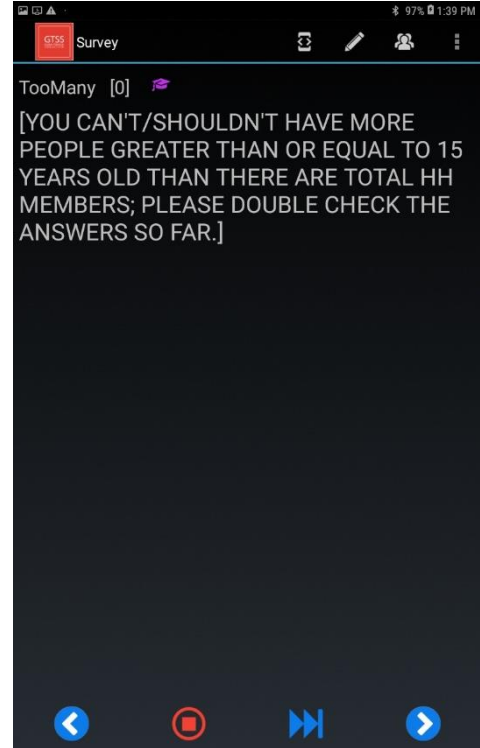 97% 1:39 PM
GTSS Survey
TooMany [0]
[YOU CAN'T/SHOULDN'T HAVE MORE
PEOPLE GREATER THAN OR EQUAL TO 15
YEARS OLD THAN THERE ARE TOTAL HH
MEMBERS; PLEASE DOUBLE CHECK THE
ANSWERS SO FAR.]